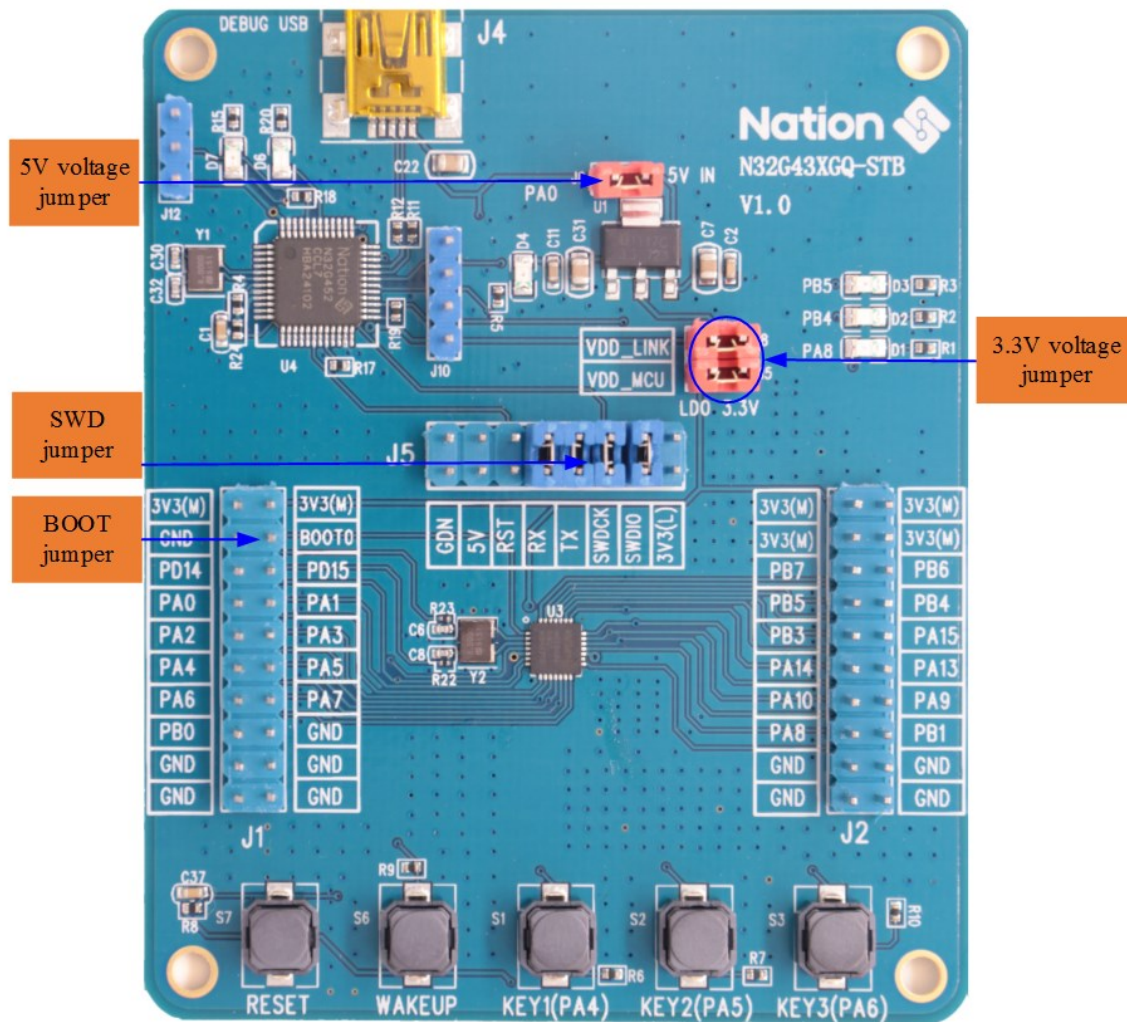 DEBUG USB
J4
R15
R20
D7
D6
C22
Nation
N32G43XGQ-STB
V1.0
5V voltage
jumper
5V IN
PA0
U1
J12
R18
R12
R11
Y1
C30
C32
Nation
N32G452
R4
C1
R2
U4
R17
R19
J10
R5
D4
C11
C31
C7
C2
PB5
D3
R3
PB4
D2
R2
PA8
D1
R1
VDD_LINK
VDD_MCU
LDO 3.3V
3.3V voltage
jumper
SWD
jumper
J5
GDN
5V
RST
RX
TX
SWDCK
SWDIO
3V3(L)
BOOT
jumper
3V3(M)
3V3(M)
GND
BOOT0
PD14
PD15
PA0
PA1
PA2
PA3
PA4
PA5
PA6
PA7
PB0
GND
GND
GND
GND
GND
J1
R23
C6
C8
R22
Y2
U3
3V3(M)
3V3(M)
3V3(M)
3V3(M)
PB7
PB6
PB5
PB4
PB3
PA15
PA14
PA13
PA10
PA9
PA8
PB1
GND
GND
GND
GND
J2
C37
R8
S7
R9
S6
S1
R6
S2
R7
S3
R10
RESET
WAKEUP
KEY1(PA4)
KEY2(PA5)
KEY3(PA6)